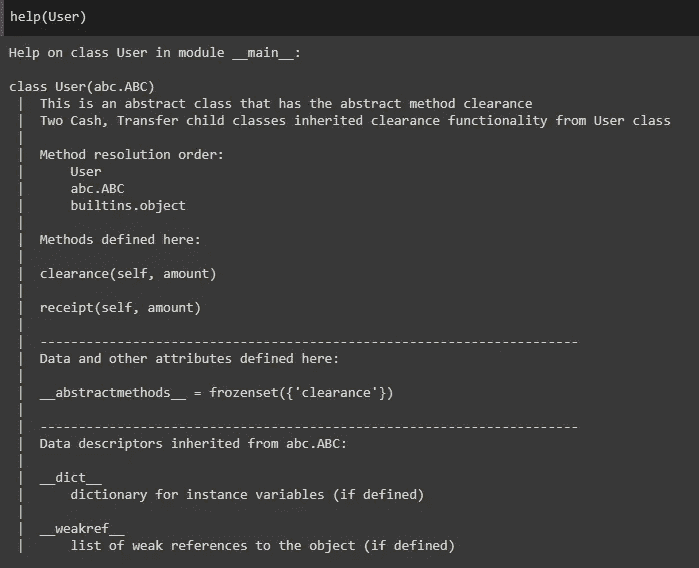 help(User)
Help on class User in module __main__:
class User(abc.ABC)
 |  This is an abstract class that has the abstract method clearance
 |  Two Cash, Transfer child classes inherited clearance functionality from User class
 |
 |  Method resolution order:
 |      User
 |      abc.ABC
 |      builtins.object
 |
 |  Methods defined here:
 |
 |  clearance(self, amount)
 |
 |  receipt(self, amount)
 |
 |  ----------------------------------------------------------------------
 |  Data and other attributes defined here:
 |
 |  __abstractmethods__ = frozenset({'clearance'})
 |
 |  ----------------------------------------------------------------------
 |  Data descriptors inherited from abc.ABC:
 |
 |  __dict__
 |      dictionary for instance variables (if defined)
 |
 |  __weakref__
 |      list of weak references to the object (if defined)